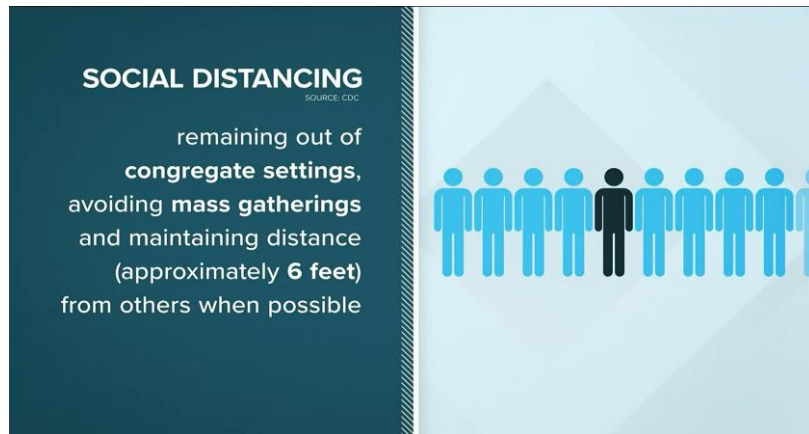 SOCIAL DISTANCING
SOURCE: CDC
remaining out of
congregate settings,
avoiding mass gatherings
and maintaining distance
(approximately 6 feet)
from others when possible